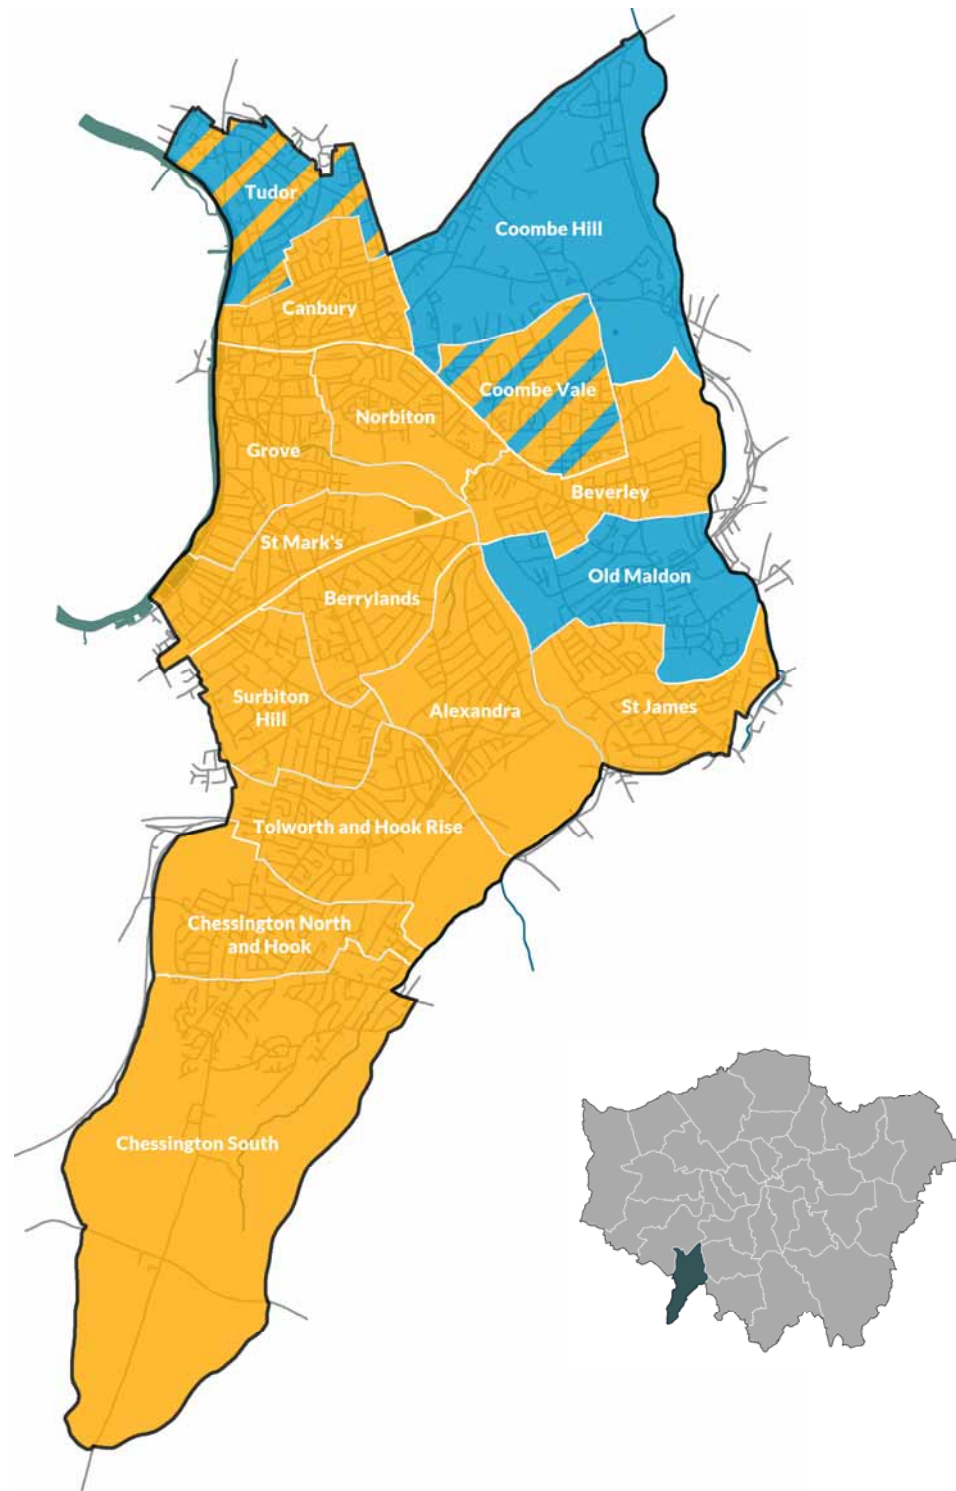 Tudor
Coombe Hill
Canbury
Coombe Vale
Norbiton
Grove
Beverley
St Mark's
Old Maldon
Berrylands
Surbiton
Hill
St James
Alexandra
Tolworth and Hook Rise
Chessington North
and Hook
Chessington South